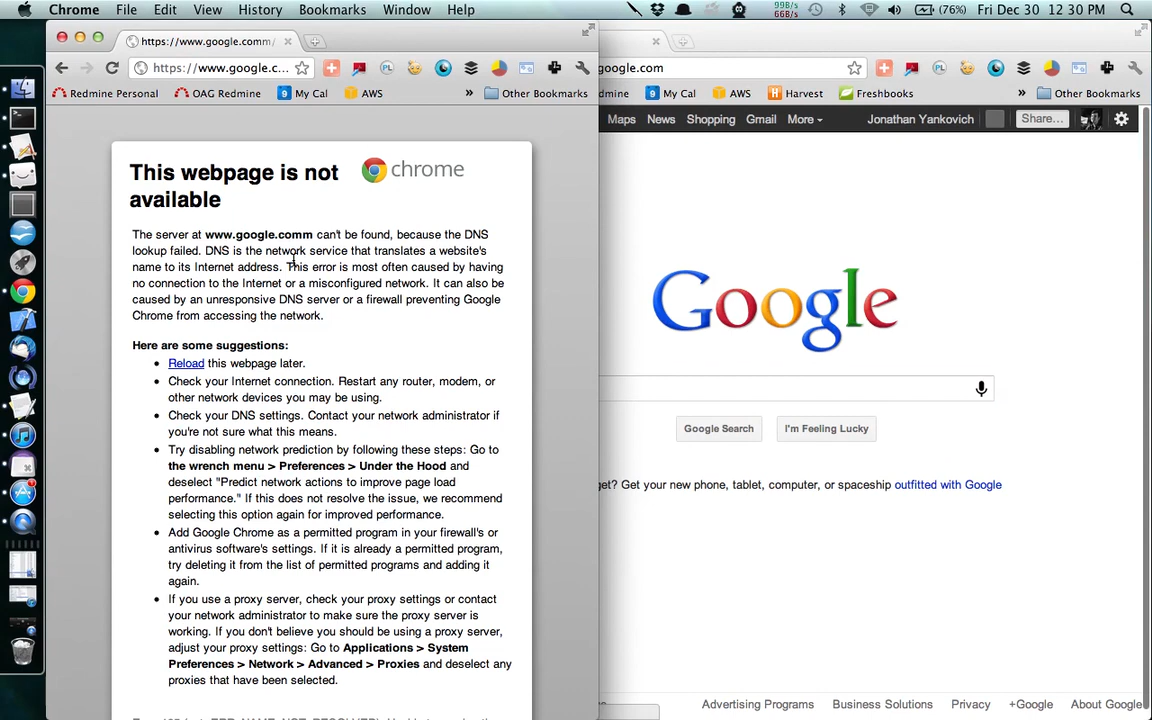 Chrome File Edit View History Bookmarks Window Help
99B/s
66B/s
(76%) Fri Dec 30 12:30 PM
https://www.google.comm/
https://www.google.c...
Redmine Personal OAG Redmine My Cal AWS » Other Bookmarks
This webpage is not
available
chrome
The server at www.google.comm can't be found, because the DNS
lookup failed. DNS is the network service that translates a website's
name to its Internet address. This error is most often caused by having
no connection to the Internet or a misconfigured network. It can also be
caused by an unresponsive DNS server or a firewall preventing Google
Chrome from accessing the network.
Here are some suggestions:
Reload this webpage later.
Check your Internet connection. Restart any router, modem, or
other network devices you may be using.
Check your DNS settings. Contact your network administrator if
you're not sure what this means.
Try disabling network prediction by following these steps: Go to
the wrench menu > Preferences > Under the Hood and
deselect "Predict network actions to improve page load
performance." If this does not resolve the issue, we recommend
selecting this option again for improved performance.
Add Google Chrome as a permitted program in your firewall's or
antivirus software's settings. If it is already a permitted program,
try deleting it from the list of permitted programs and adding it
again.
If you use a proxy server, check your proxy settings or contact
your network administrator to make sure the proxy server is
working. If you don't believe you should be using a proxy server,
adjust your proxy settings: Go to Applications > System
Preferences > Network > Advanced > Proxies and deselect any
proxies that have been selected.
google.com
dmine My Cal AWS Harvest Freshbooks » Other Bookmarks
Maps News Shopping Gmail More Jonathan Yankovich Share...
Google
Google Search I'm Feeling Lucky
get? Get your new phone, tablet, computer, or spaceship outfitted with Google
Advertising Programs Business Solutions Privacy +Google About Google